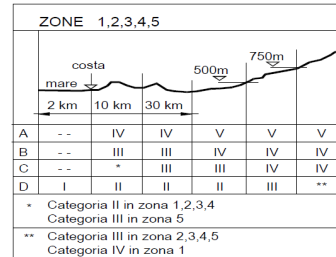 ZONE 1,2,3,4,5
costa
mare
500m
750m
2 km 10 km 30 km
A -- IV IV V V V
B -- III III IV IV IV
C -- * III III IV IV
D I II II II III **
* Categoria II in zona 1,2,3,4
Categoria III in zona 5
** Categoria III in zona 2,3,4,5
Categoria IV in zona 1